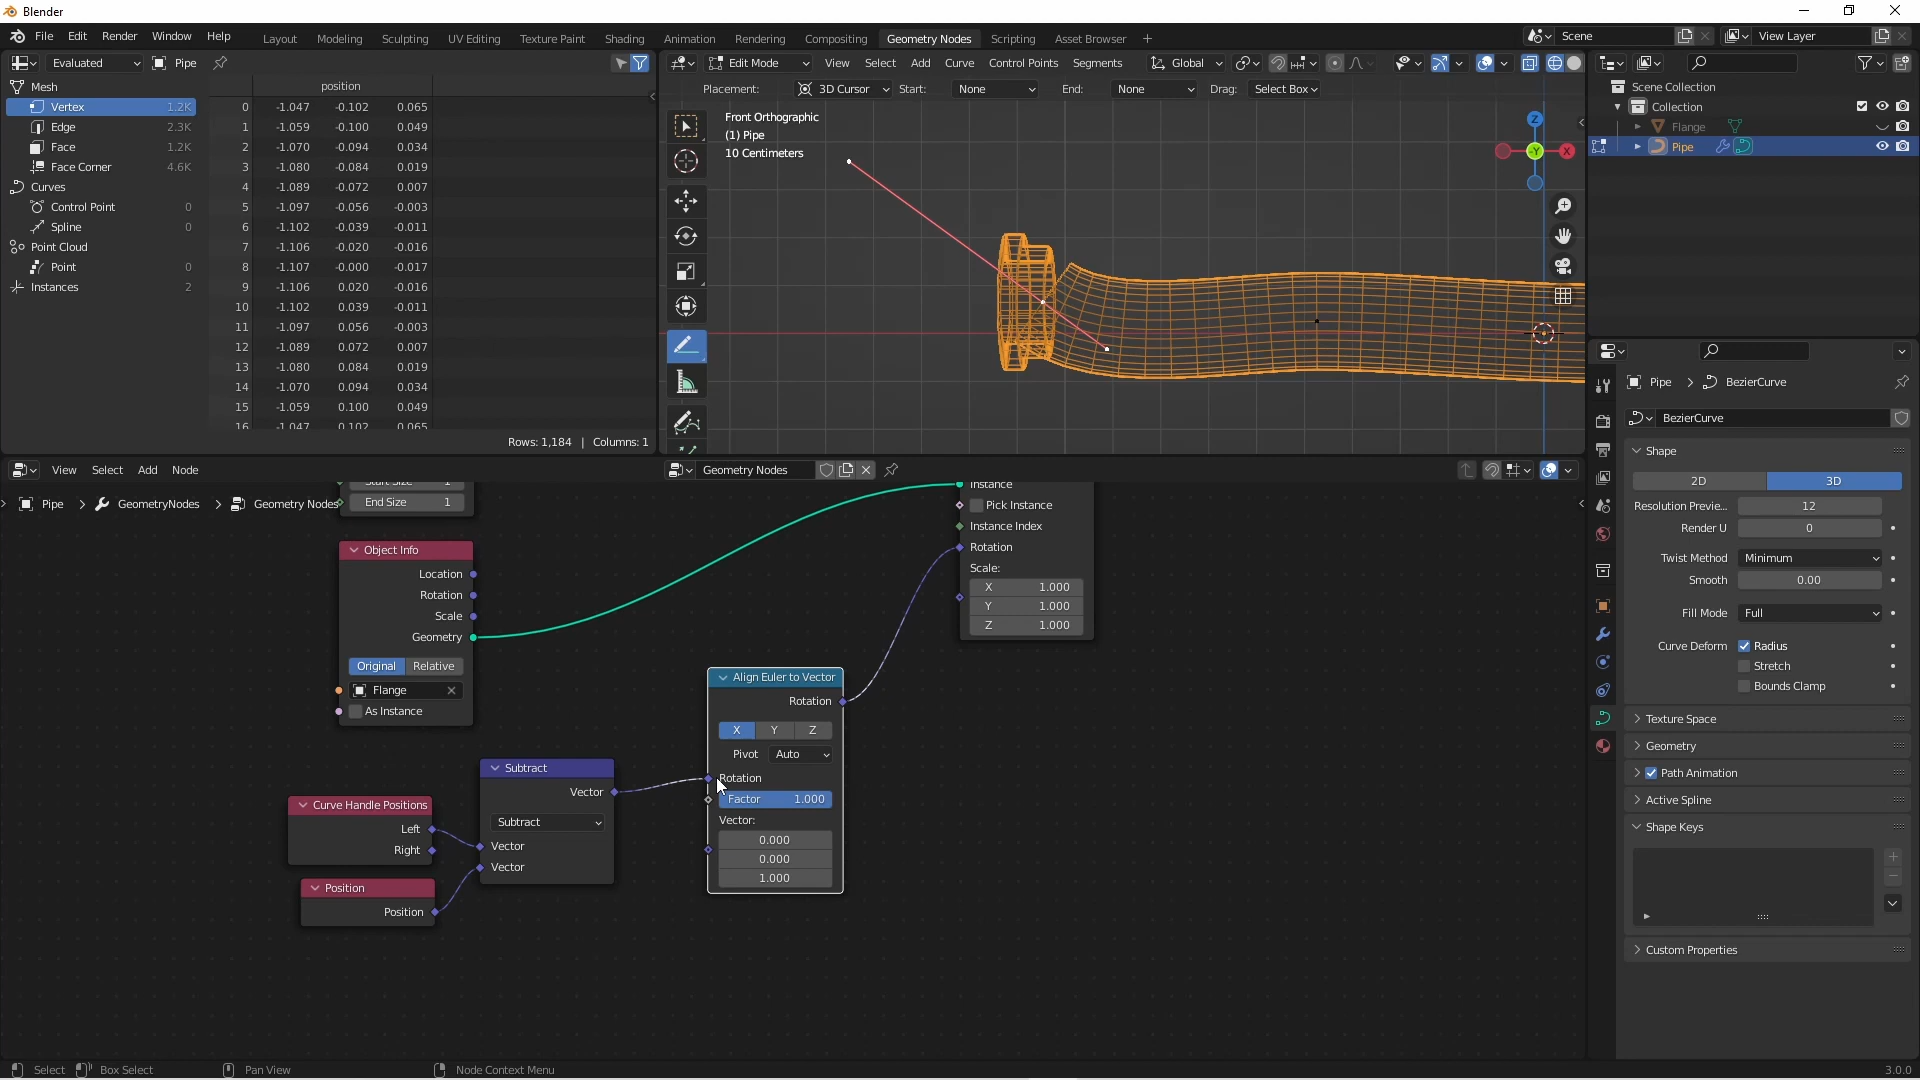 Blender
File Edit Render Window Help Layout Modeling Sculpting UV Editing Texture Paint Shading Animation Rendering Compositing Geometry Nodes Scripting Asset Browser +
Scene View Layer
Evaluated Pipe
Edit Mode View Select Add Curve Control Points Segments Global
Placement: 3D Cursor Start: None End: None Drag: Select Box
Mesh
Vertex 1.2K
Edge 2.3K
Face 1.2K
Face Corner 4.6K
Curves
Control Point 0
Spline 0
Point Cloud
Point 0
Instances 2
position
0 -1.047 -0.102 0.065
1 -1.059 -0.100 0.049
2 -1.070 -0.094 0.034
3 -1.080 -0.084 0.019
4 -1.089 -0.072 0.007
5 -1.097 -0.056 -0.003
6 -1.102 -0.039 -0.011
7 -1.106 -0.020 -0.016
8 -1.107 -0.000 -0.017
9 -1.106 0.020 -0.016
10 -1.102 0.039 -0.011
11 -1.097 0.056 -0.003
12 -1.089 0.072 0.007
13 -1.080 0.084 0.019
14 -1.070 0.094 0.034
15 -1.059 0.100 0.049
16 -1.047 0.102 0.065
Rows: 1,184 | Columns: 1
Front Orthographic
(1) Pipe
10 Centimeters
Z
-Y
X
Scene Collection
Collection
Flange
Pipe
Pipe > BezierCurve
BezierCurve
Shape
2D 3D
Resolution Previe... 12
Render U 0
Twist Method Minimum
Smooth 0.00
Fill Mode Full
Curve Deform Radius
Stretch
Bounds Clamp
Texture Space
Geometry
Path Animation
Active Spline
Shape Keys
Custom Properties
View Select Add Node Geometry Nodes
Pipe > GeometryNodes > Geometry Nodes
Start Size 1
End Size 1
Object Info
Location
Rotation
Scale
Geometry
Original Relative
Flange
As Instance
Curve Handle Positions
Left
Right
Position
Position
Subtract
Vector
Subtract
Vector
Vector
Align Euler to Vector
Rotation
X Y Z
Pivot Auto
Rotation
Factor 1.000
Vector:
0.000
0.000
1.000
Instance
Pick Instance
Instance Index
Rotation
Scale:
X 1.000
Y 1.000
Z 1.000
Select Box Select Pan View Node Context Menu 3.0.0